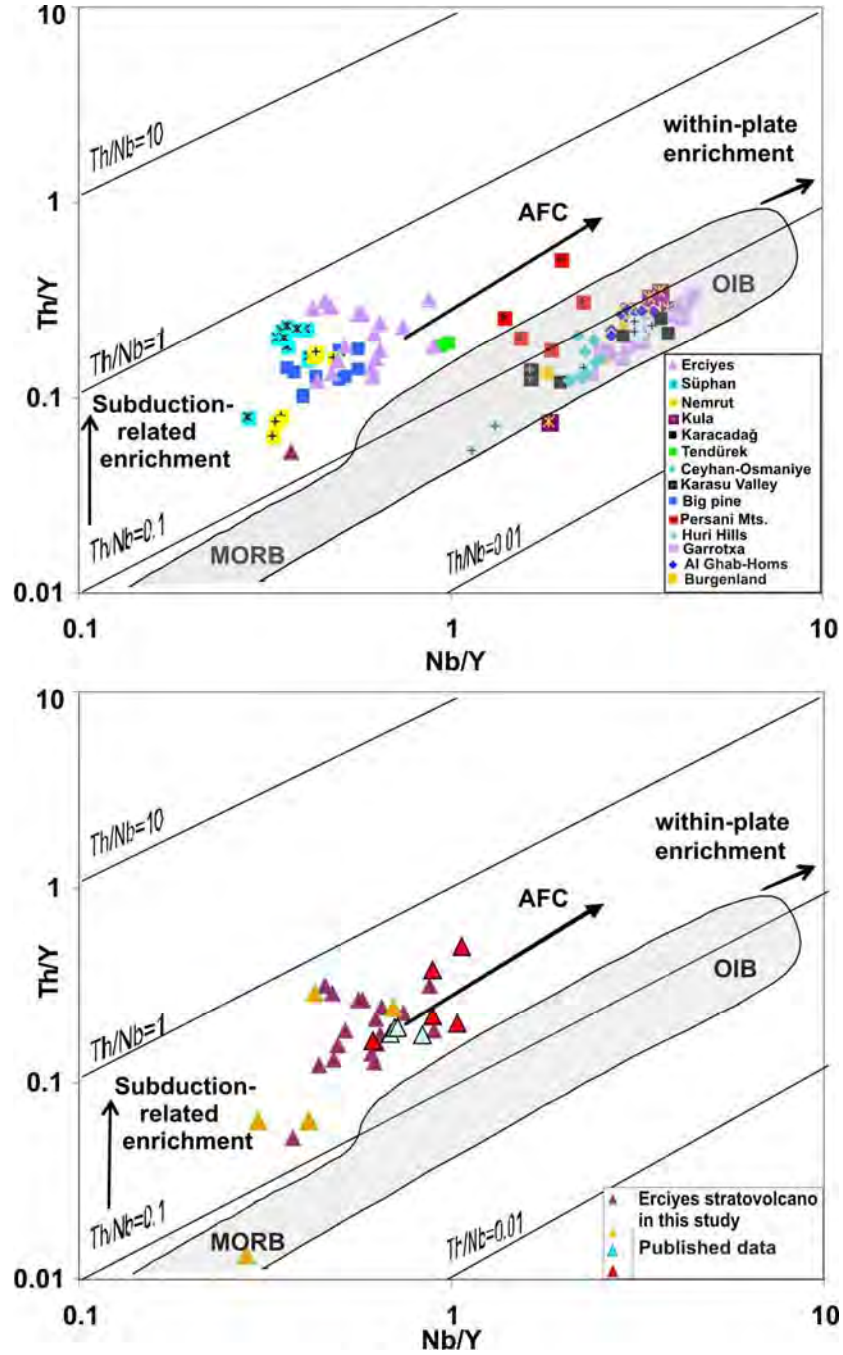 10
Th/Nb=10
within-plate
enrichment
1
AFC
Th/Y
OIB
Th/Nb=1
0.1
Subduction-
related
enrichment
Th/Nb=0.1
MORB
Th/Nb=0.01
Erciyes
Süphan
Nemrut
Kula
Karacadağ
Tendürek
Ceyhan-Osmaniye
Karasu Valley
Big pine
Persani Mts.
Huri Hills
Garrotxa
Al Ghab-Homs
Burgenland
0.01
0.1
1
10
Nb/Y
10
Th/Nb=10
within-plate
enrichment
1
AFC
Th/Y
OIB
Th/Nb=1
0.1
Subduction-
related
enrichment
Th/Nb=0.1
MORB
Th/Nb=0.01
Erciyes stratovolcano
in this study
Published data
0.01
0.1
1
10
Nb/Y